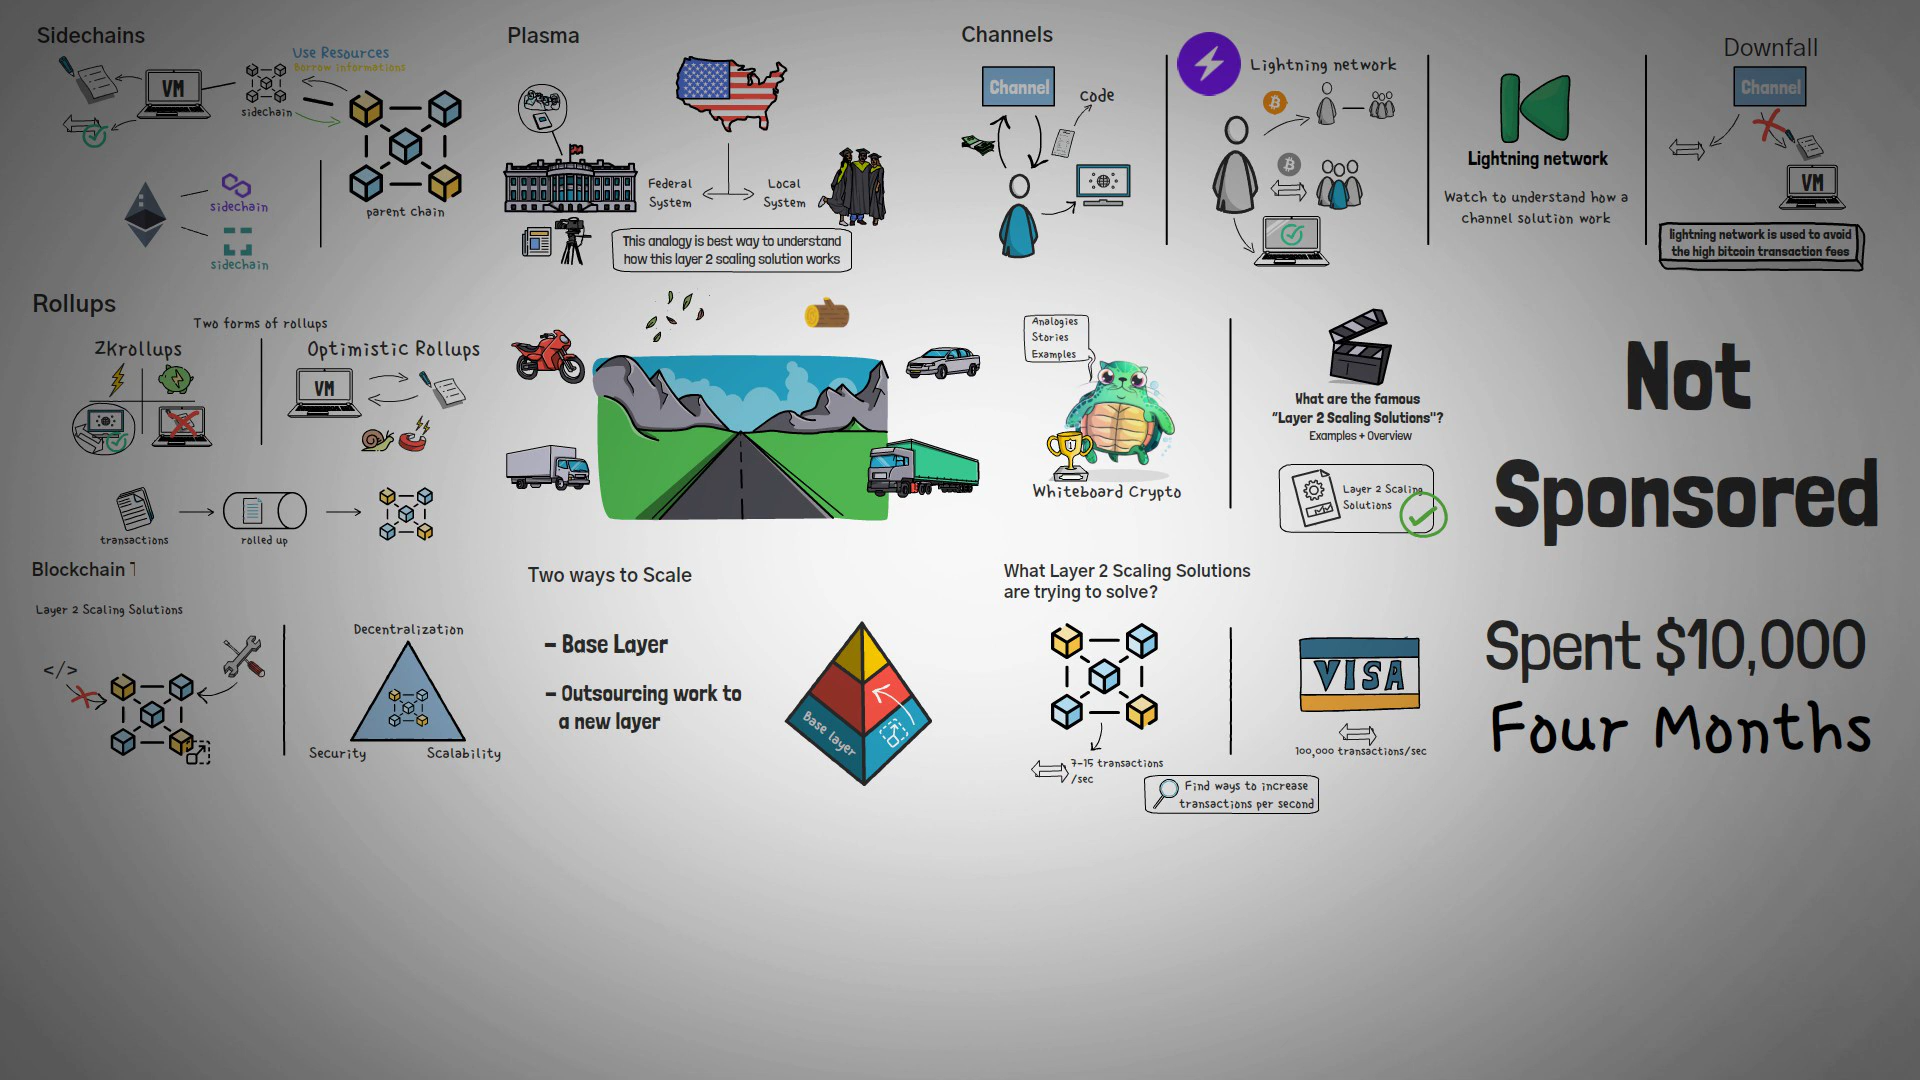 Sidechains
Use Resources
Borrow informations
VM
sidechain
parent chain
sidechain
sidechain
Plasma
Federal
System
Local
System
This analogy is best way to understand
how this layer 2 scaling solution works
Channels
Channel
code
Lightning network
Lightning network
Watch to understand how a
channel solution work
Downfall
Channel
VM
lightning network is used to avoid
the high bitcoin transaction fees
Rollups
Two forms of rollups
ZKrollups
Optimistic Rollups
VM
transactions
rolled up
Analogies
Stories
Examples
Whiteboard Crypto
What are the famous
"Layer 2 Scaling Solutions"?
Examples + Overview
Layer 2 Scaling
Solutions
Not
Sponsored
Blockchain
Layer 2 Scaling Solutions
</>
Decentralization
Security
Scalability
Two ways to Scale
– Base Layer
– Outsourcing work to
a new layer
Base layer
What Layer 2 Scaling Solutions
are trying to solve?
7-15 transactions
/sec
VISA
100,000 transactions/sec
Find ways to increase
transactions per second
Spent $10,000
Four Months